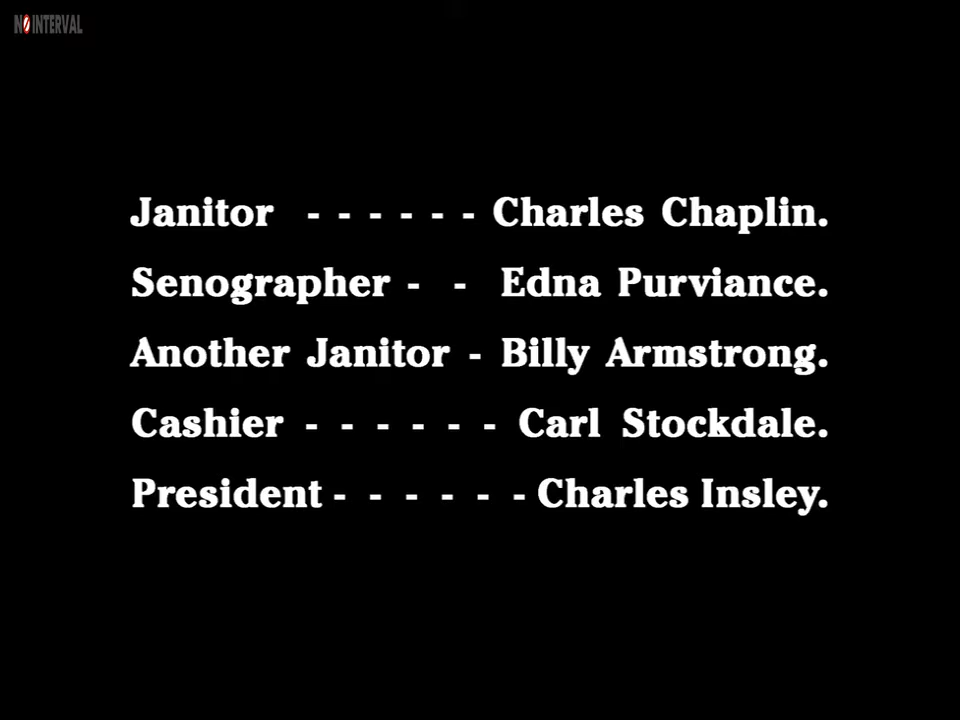 NO INTERVAL
Janitor - - - - - - Charles Chaplin.
Senographer - - Edna Purviance.
Another Janitor - Billy Armstrong.
Cashier - - - - - - Carl Stockdale.
President - - - - - - Charles Insley.